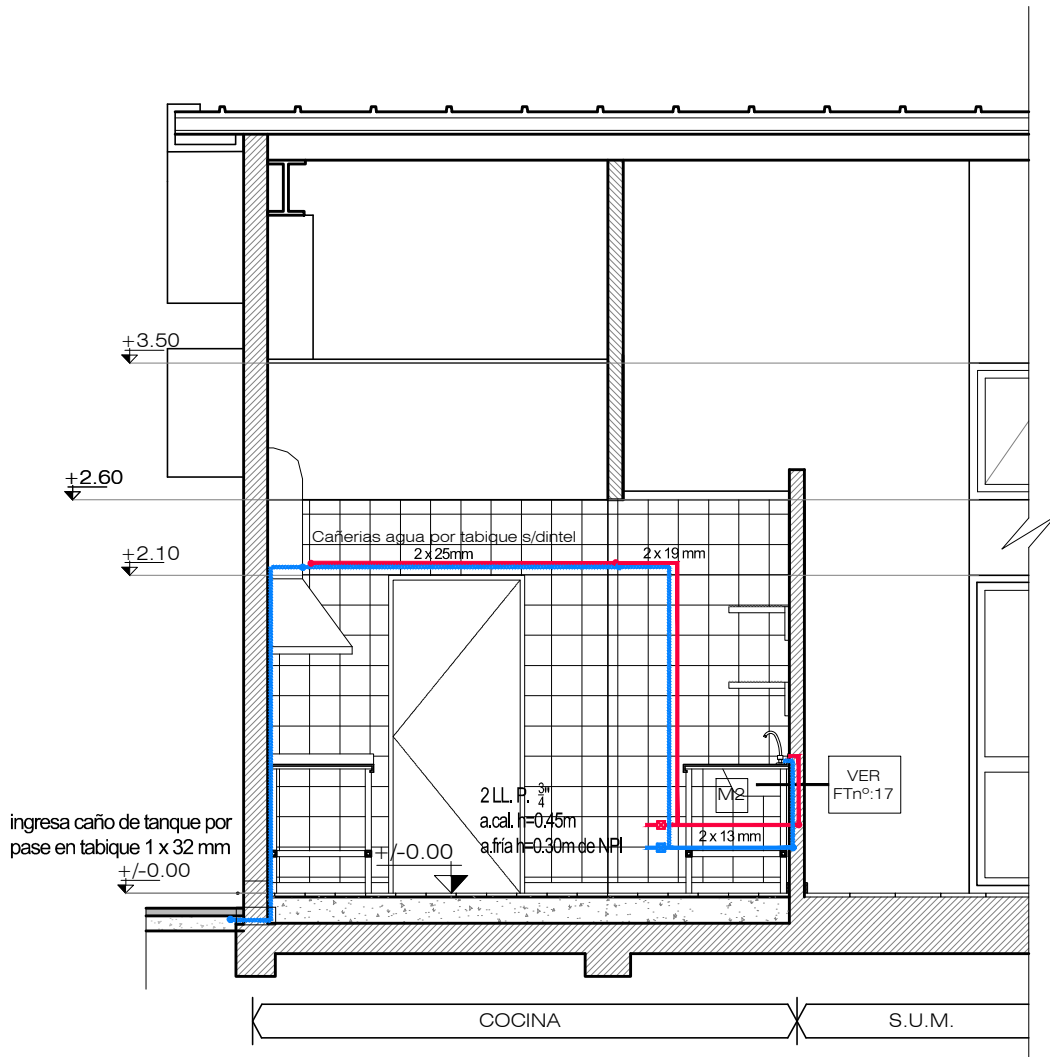 +3.50
+2.60
Cañerias agua por tabique s/dintel
2 x 25mm
2 x 19 mm
+2.10
2 LL. P. 3/4"
a.cal. h=0.45m
a.fría h=0.30m de NPI
M2
VER
FTnº:17
2 x 13 mm
ingresa caño de tanque por
pase en tabique 1 x 32 mm
+/-0.00
+/-0.00
COCINA
S.U.M.